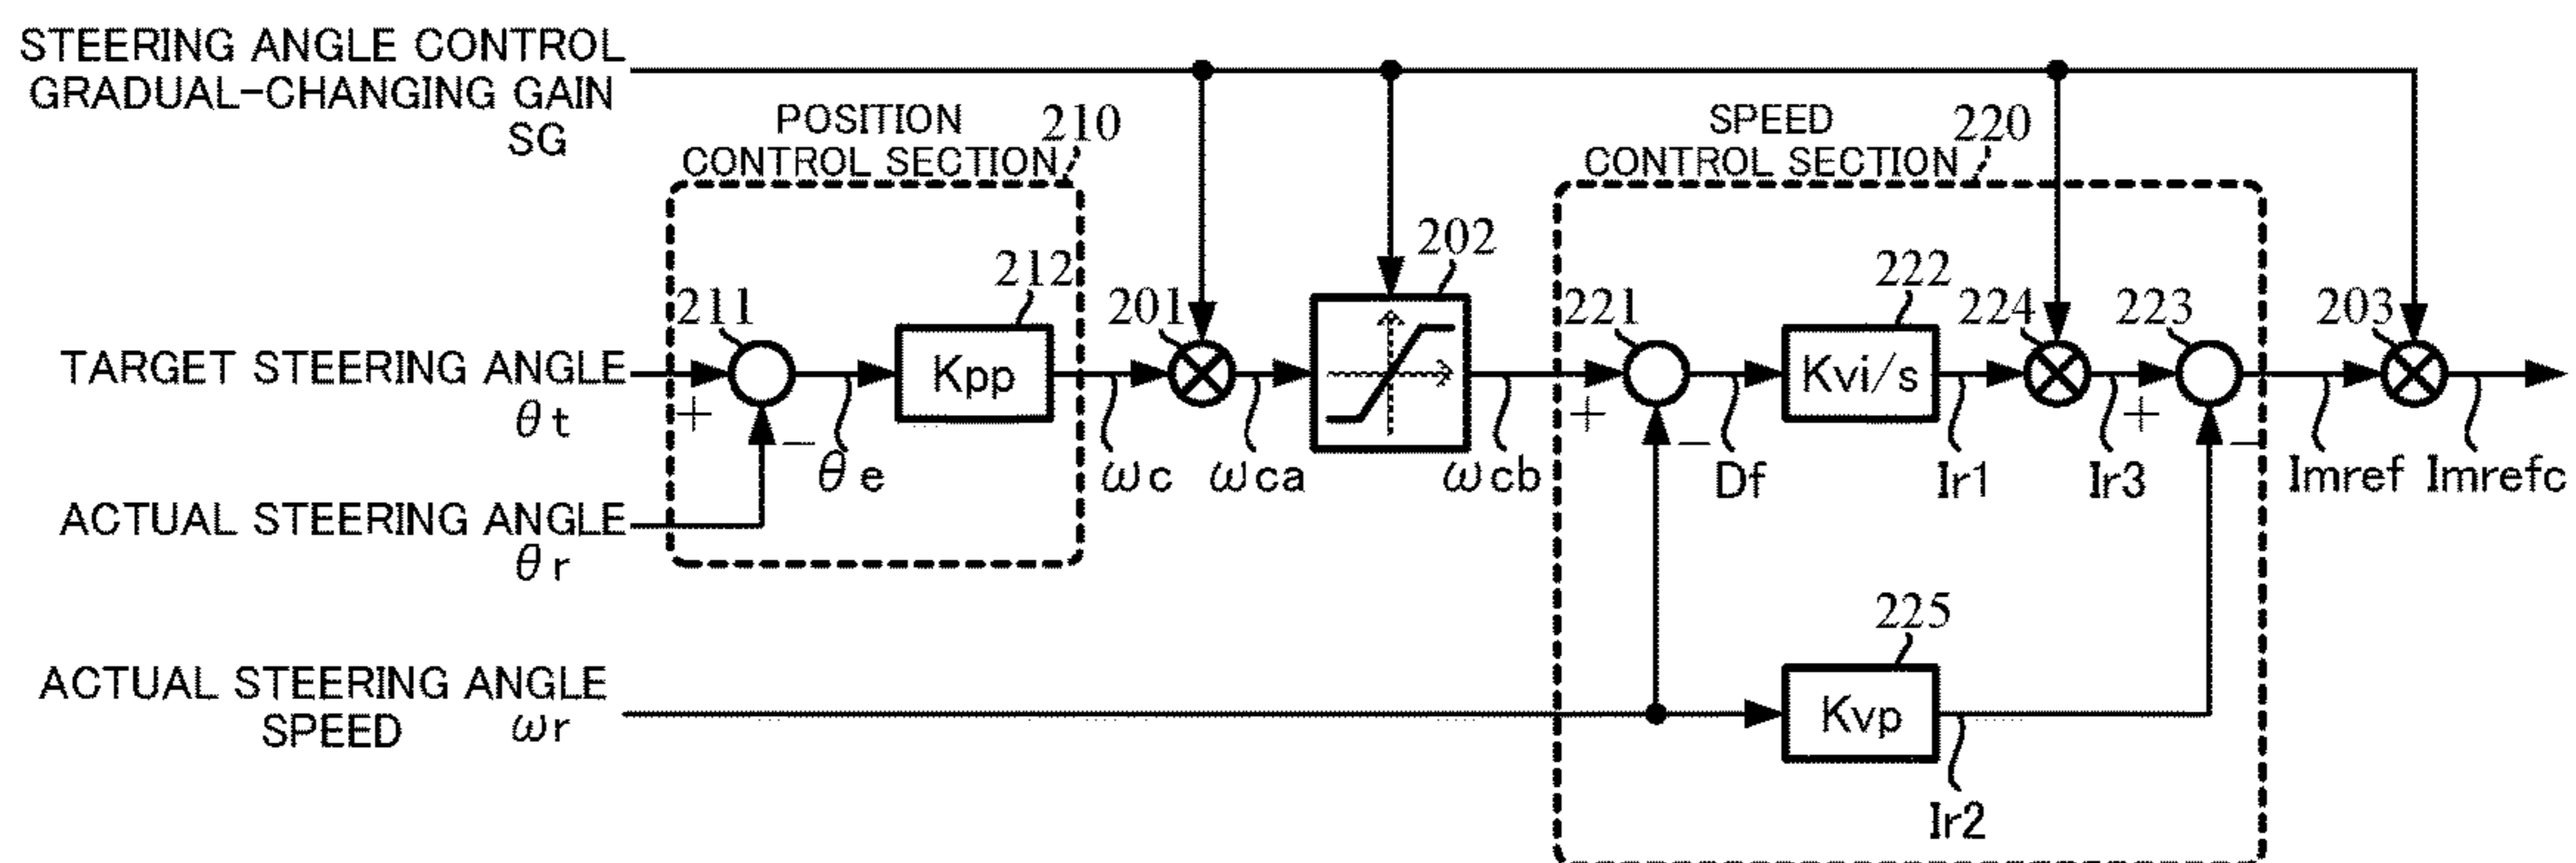 STEERING ANGLE CONTROL
GRADUAL-CHANGING GAIN
SG
POSITION
CONTROL SECTION
210
SPEED
CONTROL SECTION
220
202
212
222
211
201
221
224
223
203
TARGET STEERING ANGLE
θt
+
−
Kpp
Kvi/s
+
−
+
−
θe
ωc
ωca
ωcb
Df
Ir1
Ir3
Imref
Imrefc
ACTUAL STEERING ANGLE
θr
225
ACTUAL STEERING ANGLE
SPEED ωr
Kvp
Ir2